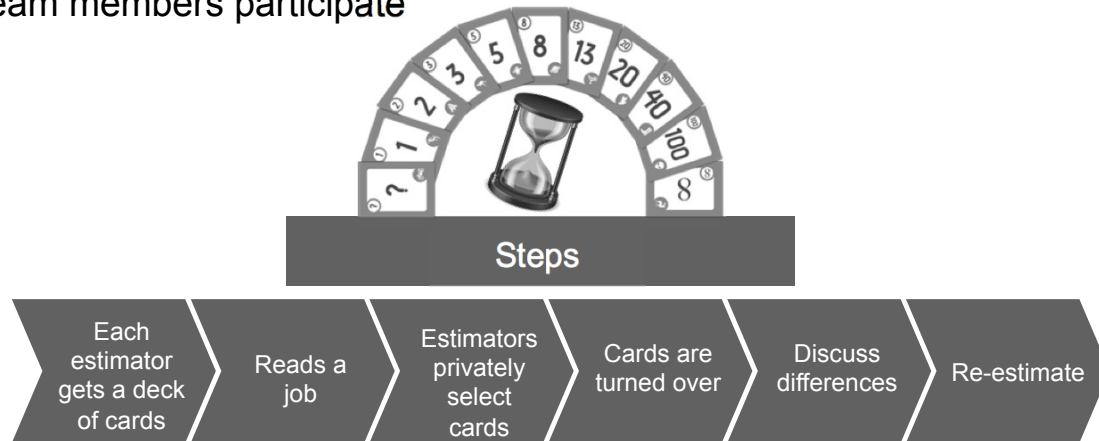 eam members participate
?
1
2
3
5
8
13
20
40
100
8
Steps
Each
estimator
gets a deck
of cards
Reads a
job
Estimators
privately
select
cards
Cards are
turned over
Discuss
differences
Re-estimate